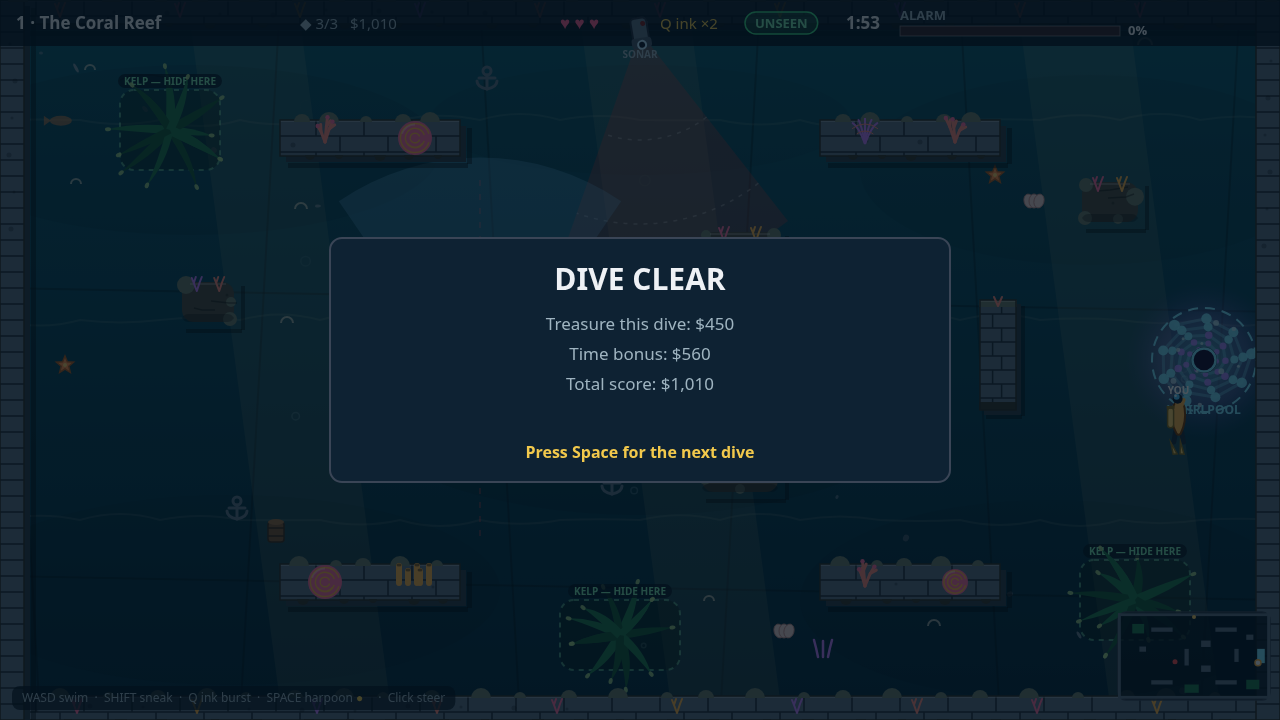 1 · The Coral Reef
◆ 3/3 $1,010
♥ ♥ ♥
Q ink ×2
UNSEEN
1:53
ALARM
0%
SONAR
KELP — HIDE HERE
DIVE CLEAR
Treasure this dive: $450
Time bonus: $560
Total score: $1,010
Press Space for the next dive
YOU
KELP — HIDE HERE
KELP — HIDE HERE
WASD swim · SHIFT sneak · Q ink burst · SPACE harpoon ● · Click steer